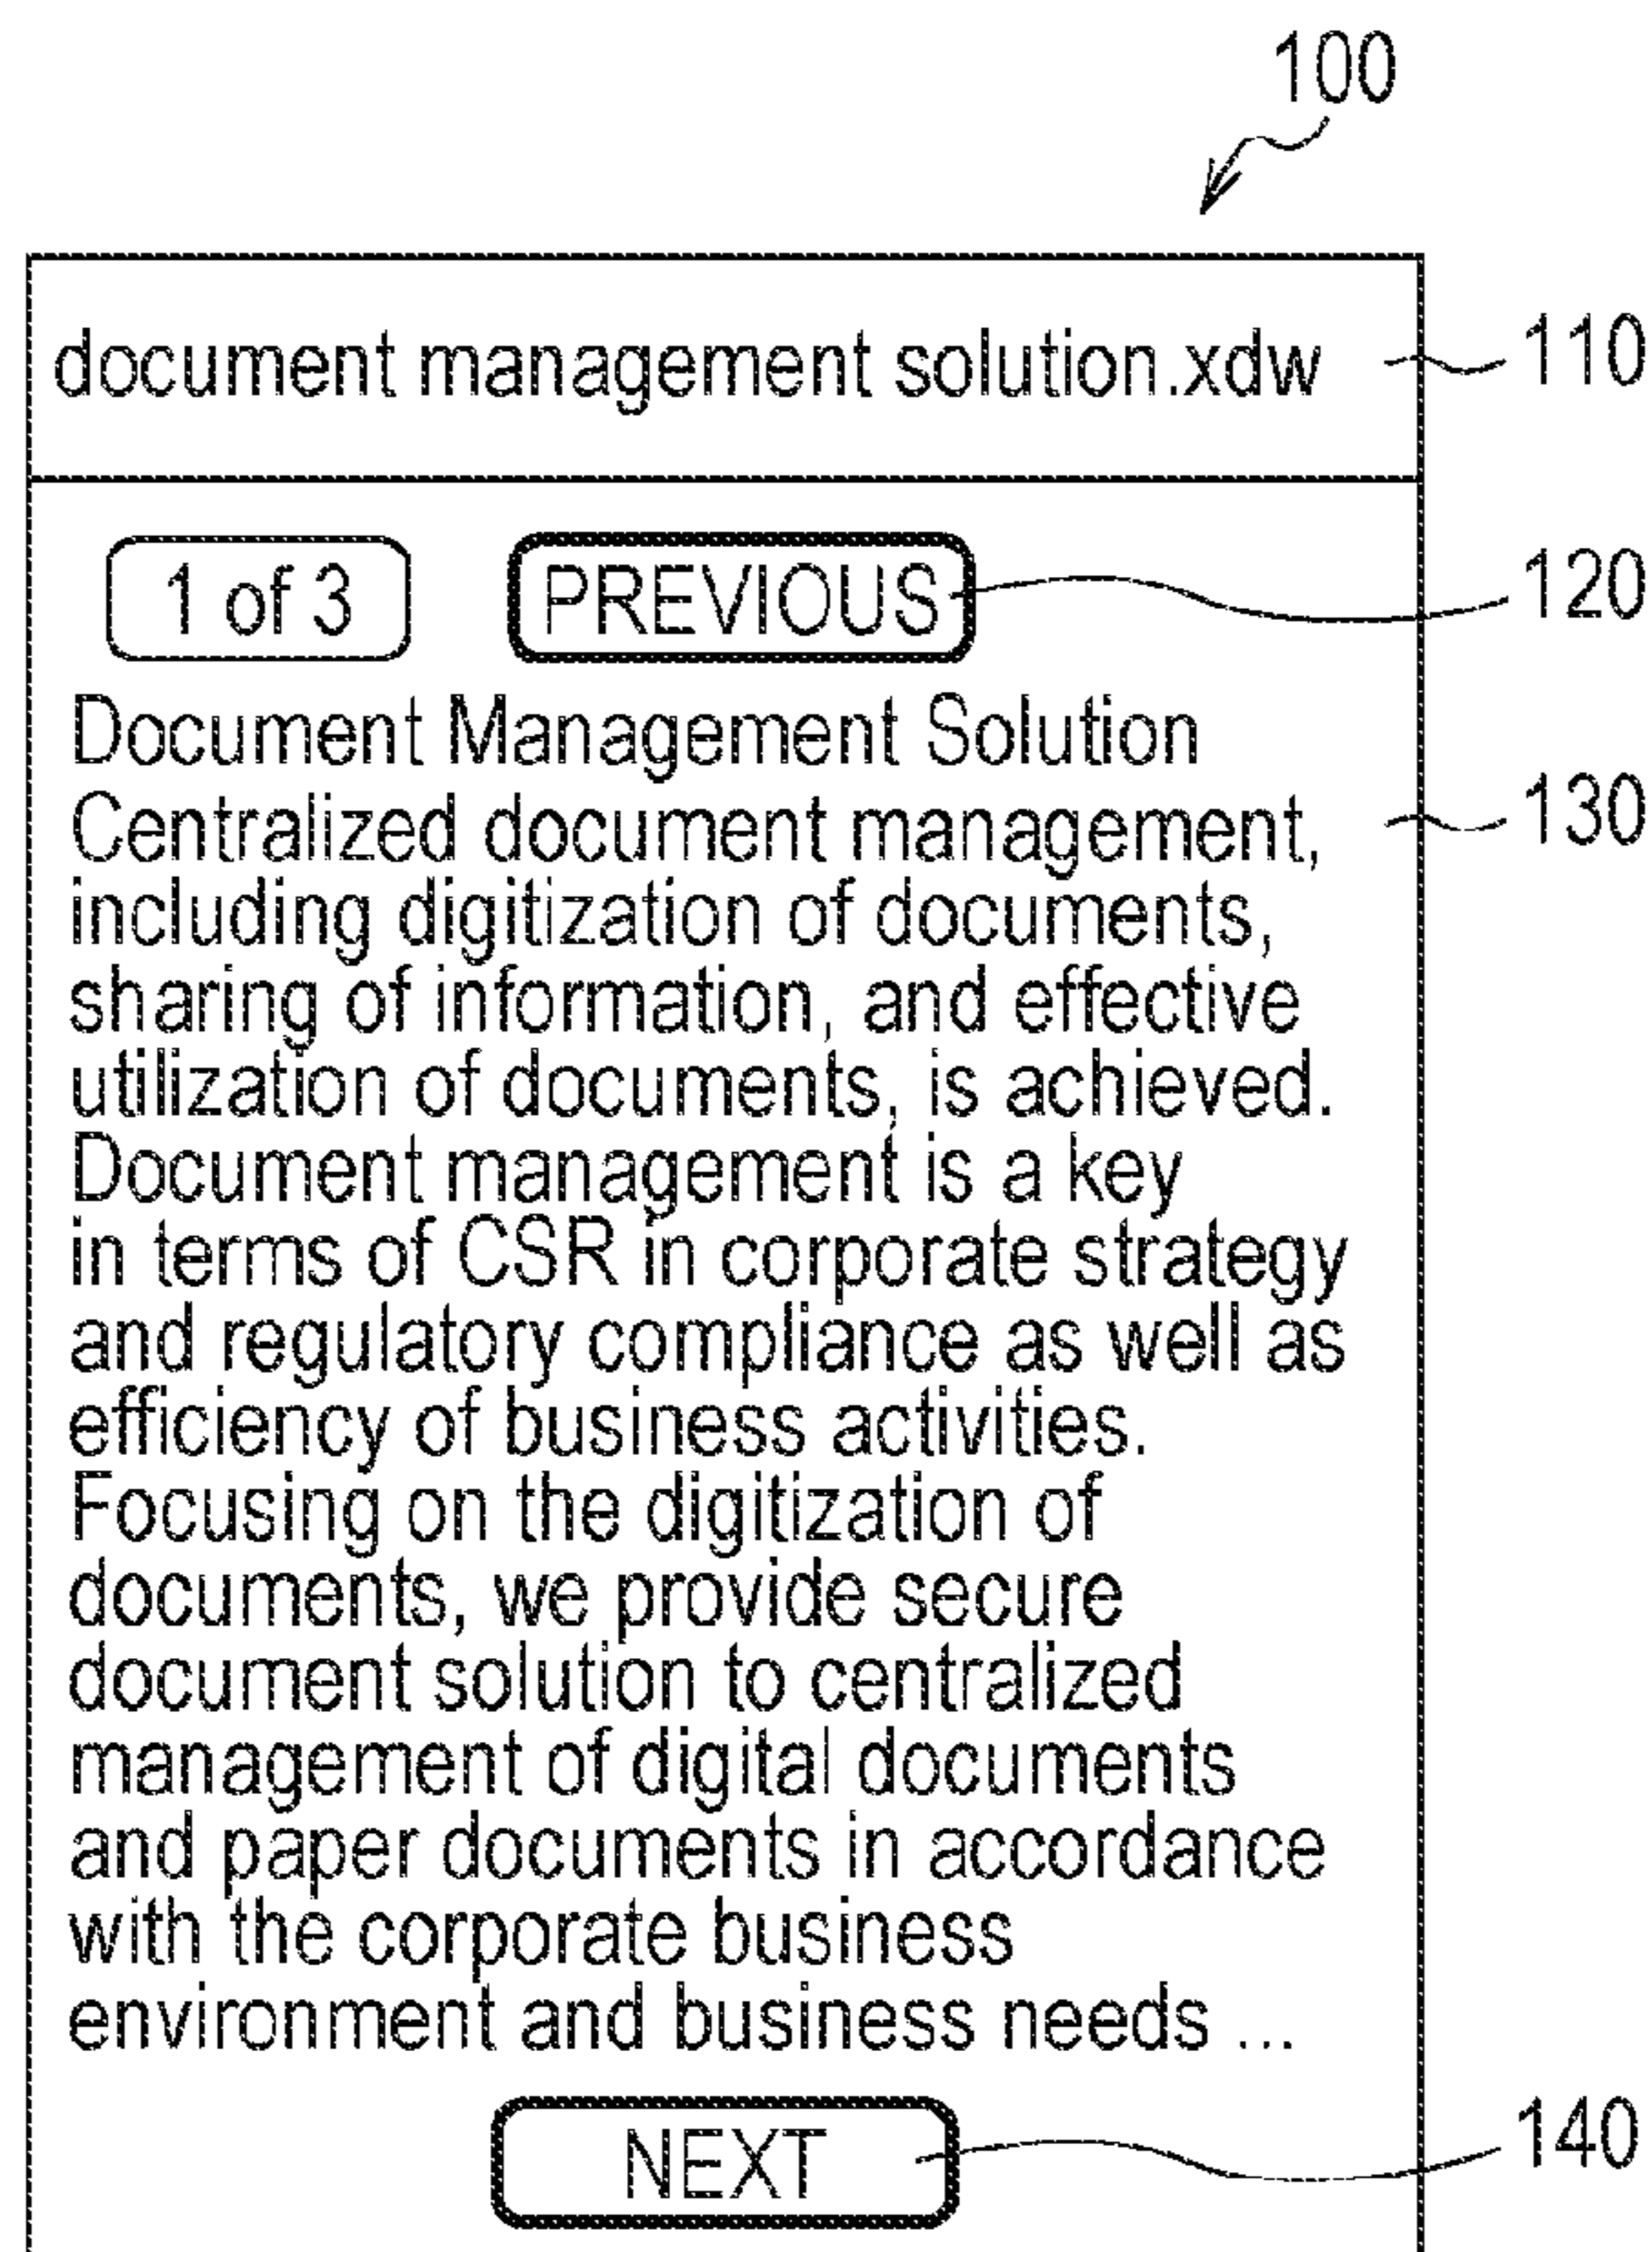 100
document management solution.xdw 110
1 of 3 PREVIOUS 120
Document Management Solution
Centralized document management, 130
including digitization of documents,
sharing of information, and effective
utilization of documents, is achieved.
Document management is a key
in terms of CSR in corporate strategy
and regulatory compliance as well as
efficiency of business activities.
Focusing on the digitization of
documents, we provide secure
document solution to centralized
management of digital documents
and paper documents in accordance
with the corporate business
environment and business needs ...
NEXT 140